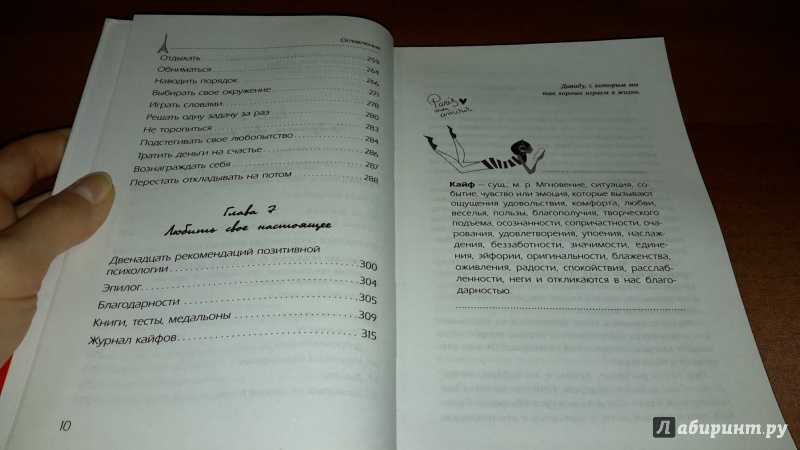 Оглавление
Отдыхать 259
Обниматься 264
Наводить порядок 266
Выбирать свое окружение 271
Играть словами 278
Решать одну задачу за раз 280
Не торопиться 283
Подстегивать свое любопытство 284
Тратить деньги на счастье 286
Вознаграждать себя 287
Перестать откладывать на потом 288
Глава 7
Любить свое настоящее
Двенадцать рекомендаций позитивной
психологии 300
Эпилог 304
Благодарности 305
Книги, тесты, медальоны 309
Журнал кайфов 315
10
Давиду, с которым мы
так хорошо играем в жизнь.
Paris
mon
amour
Кайф — сущ.; м. р. Мгновение, ситуация, со-
бытие, чувство или эмоция, которые вызывают
ощущения удовольствия, комфорта, любви,
веселья, пользы, благополучия, творческого
подъема, осознанности, сопричастности, оча-
рования, удовлетворения, упоения, наслаж-
дения, беззаботности, значимости, едине-
ния, эйфории, оригинальности, блаженства,
оживления, радости, спокойствия, расслаб-
ленности, неги и откликаются в нас благо-
дарностью.
Лабиринт.ру